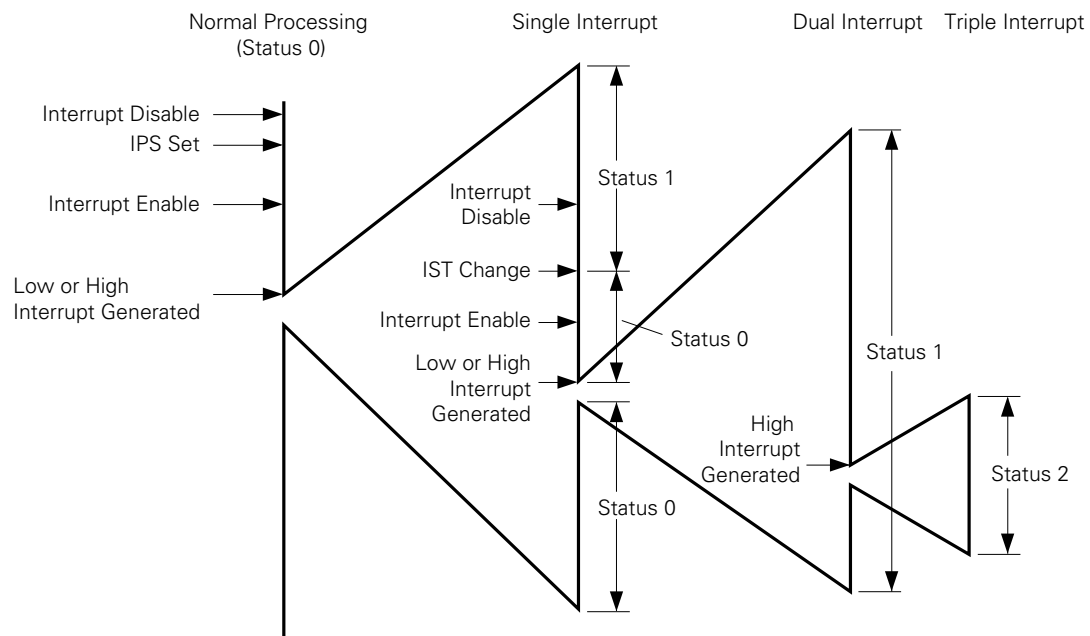 Normal Processing
(Status 0)
Single Interrupt
Dual Interrupt
Triple Interrupt
Interrupt Disable
IPS Set
Interrupt Enable
Low or High
Interrupt Generated
Status 1
Interrupt
Disable
IST Change
Interrupt Enable
Status 0
Low or High
Interrupt
Generated
Status 1
High
Interrupt
Generated
Status 2
Status 0